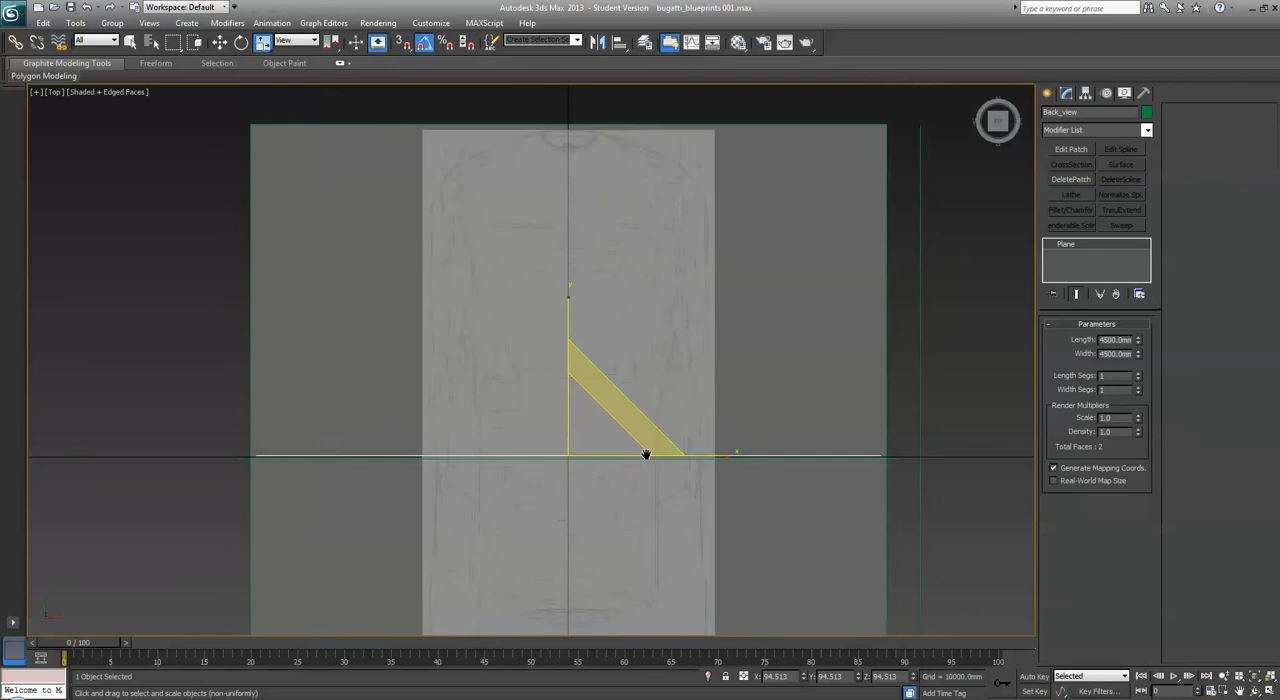 Autodesk 3ds Max 2013 - Student Version    bugatti_blueprints 001.max
Workspace: Default
Type a keyword or phrase
Edit Tools Group Views Create Modifiers Animation Graph Editors Rendering Customize MAXScript Help
All View Create Selection Se
Graphite Modeling Tools Freeform Selection Object Paint
Polygon Modeling
[+] [Top] [Shaded + Edged Faces]
Back_view
Modifier List
Edit Patch Edit Spline
CrossSection Surface
DeletePatch DeleteSpline
Lathe Normalize Spl.
Fillet/Chamfer Trim/Extend
enderable Splin Sweep
Plane
Parameters
Length: 4500.0mm
Width: 4500.0mm
Length Segs: 1
Width Segs: 1
Render Multipliers
Scale: 1.0
Density: 1.0
Total Faces : 2
Generate Mapping Coords.
Real-World Map Size
y
x
0 / 100
5 10 15 20 25 30 35 40 45 50 55 60 65 70 75 80 85 90 95 100
1 Object Selected X: 94.513 Y: 94.513 Z: 94.513 Grid = 10000.0mm Auto Key Selected
Welcome to M Click and drag to select and scale objects (non-uniformly) Add Time Tag Set Key Key Filters...